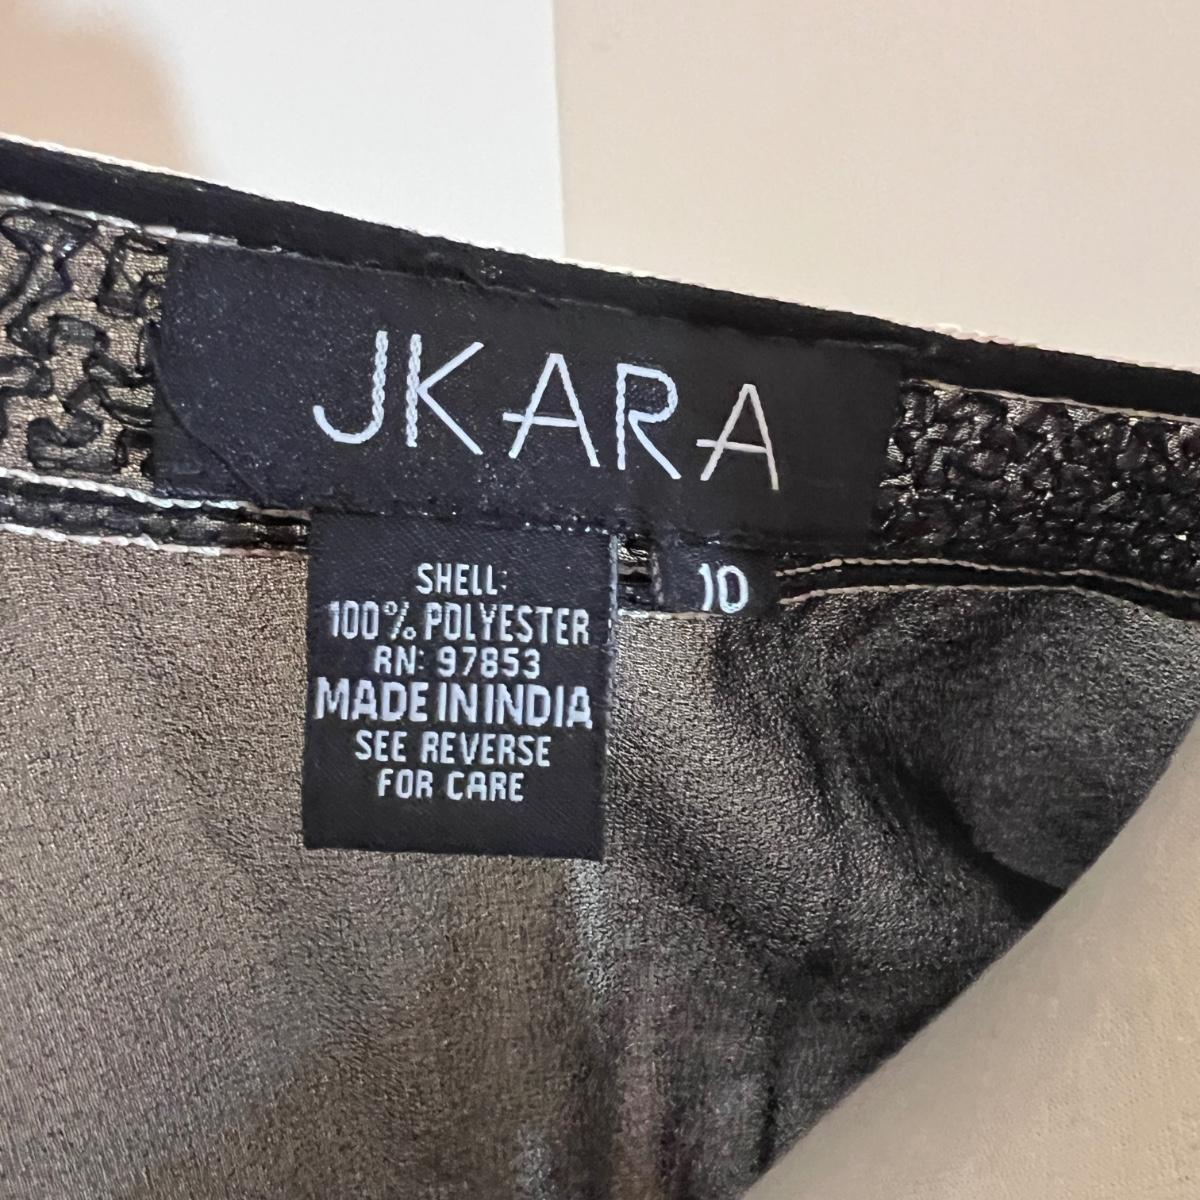 JKARA
10
SHELL:
100% POLYESTER
RN: 97853
MADE IN INDIA
SEE REVERSE
FOR CARE